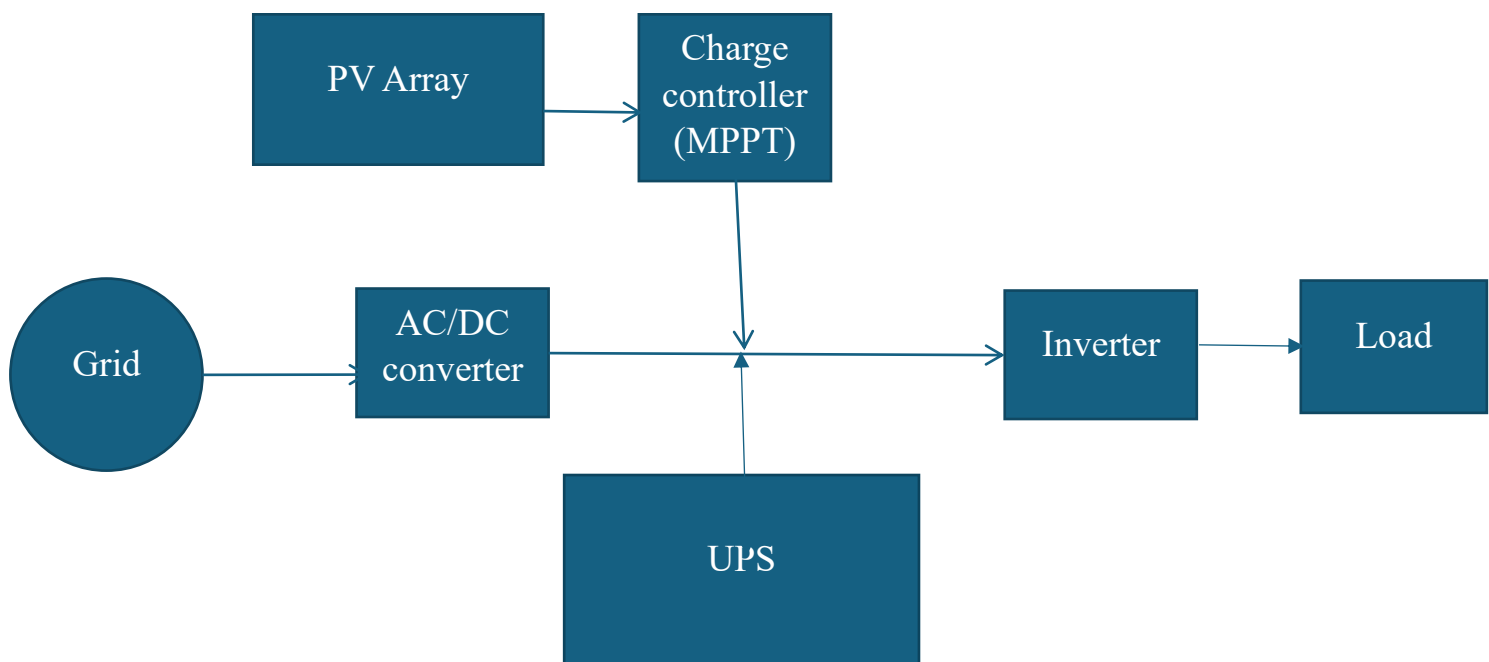 PV Array
Charge
controller
(MPPT)
Grid
AC/DC
converter
Inverter
Load
UPS